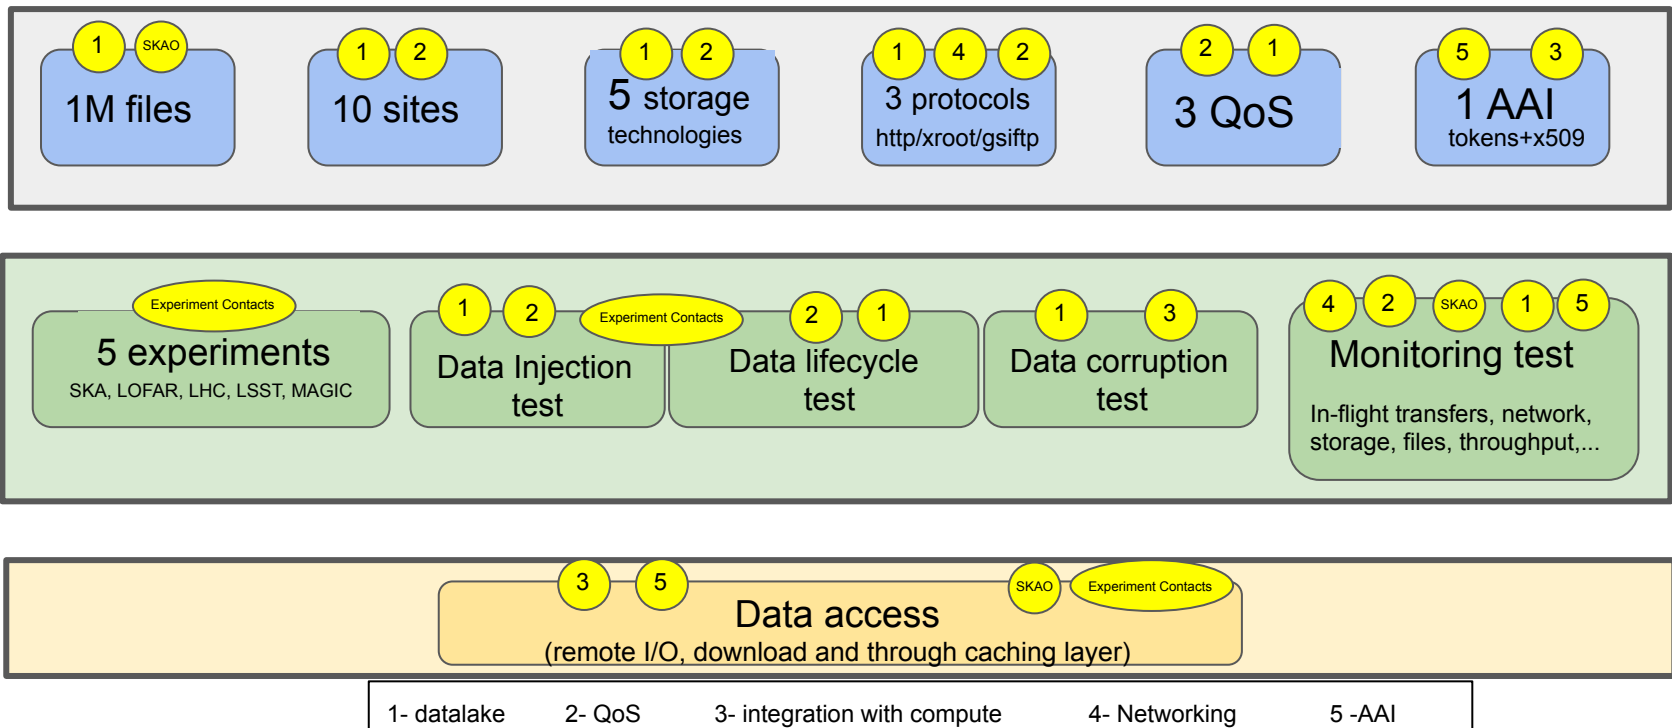 1 SKAO
1M files
1 2
10 sites
1 2
5 storage
technologies
1 4 2
3 protocols
http/xroot/gsiftp
2 1
3 QoS
5 3
1 AAI
tokens+x509
Experiment Contacts
5 experiments
SKA, LOFAR, LHC, LSST, MAGIC
1 2
Data Injection
test
Experiment Contacts
2 1
Data lifecycle
test
1 3
Data corruption
test
4 2 SKAO 1 5
Monitoring test
In-flight transfers, network,
storage, files, throughput,...
3 5 SKAO Experiment Contacts
Data access
(remote I/O, download and through caching layer)
1- datalake 2- QoS 3- integration with compute 4- Networking 5 -AAI